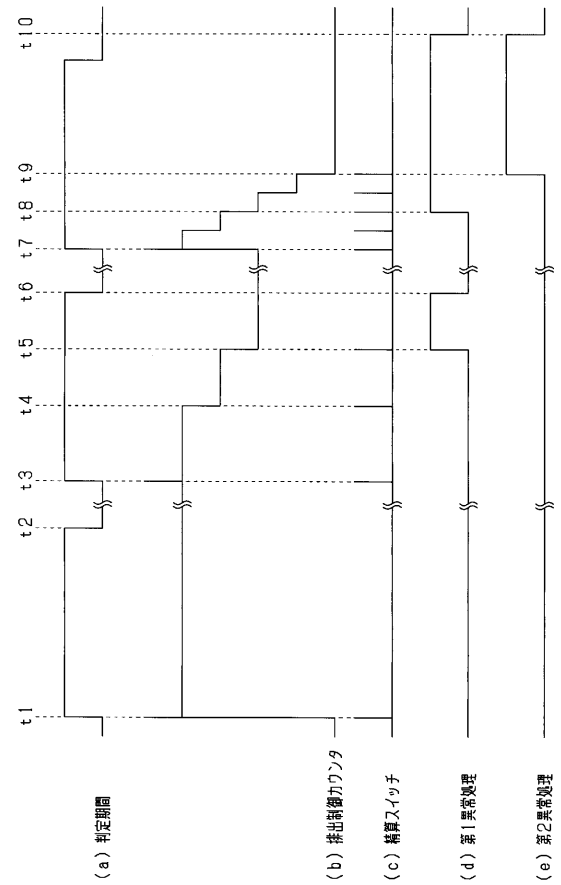 t1
t2
t3
t4
t5
t6
t7
t8
t9
t10
(a) 判定期間
(b) 排出制御カウンタ
(c) 精算スイッチ
(d) 第1異常処理
(e) 第2異常処理